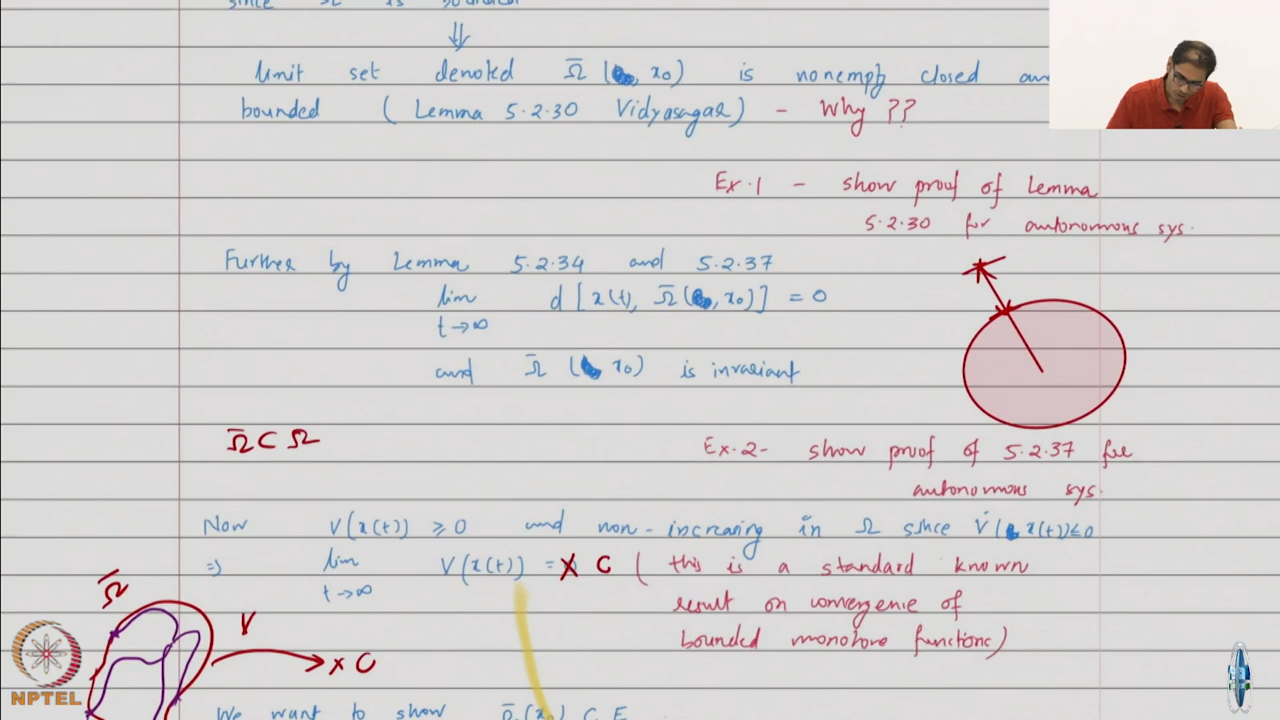 ⇓
limit set denoted Ω̄ ( , x₀) is nonempty closed
bounded ( Lemma 5.2.30 Vidyasagar) - Why ??
Ex.1 - show proof of Lemma
5.2.30 for autonomous sys.
Further by Lemma 5.2.34 and 5.2.37
lim d [x(t), Ω̄( , x₀)] = 0
t→∞
and Ω̄ ( x₀) is invariant
Ω̄ ⊂ Ω
Ex.2- show proof of 5.2.37 for
autonomous sys.
Now V(x(t)) ≥ 0 and non-increasing in Ω since V̇( x(t))≤0
⇒ lim V(x(t)) = C ( this is a standard known
t→∞ result on convergence of
bounded monotone functions)
Ω̄
V
x C
We want to show Ω̄(x₀) ⊂ E
NPTEL